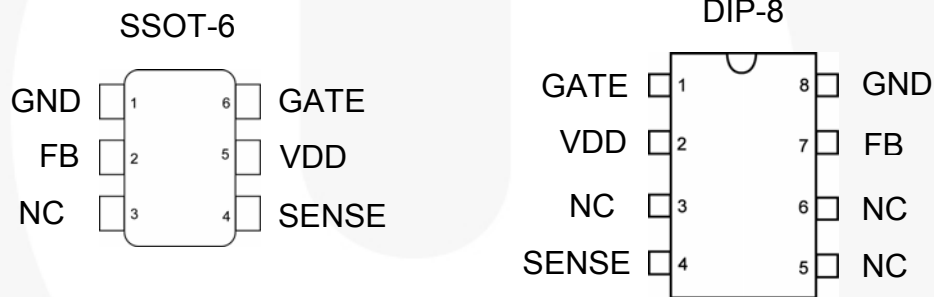 SSOT-6
GND 1 6 GATE
FB 2 5 VDD
NC 3 4 SENSE
DIP-8
GATE 1 8 GND
VDD 2 7 FB
NC 3 6 NC
SENSE 4 5 NC